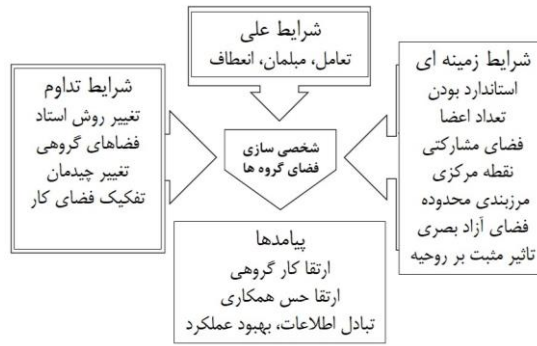 شرایط علی
تعامل، مبلمان، انعطاف
شرایط زمینه ای
استاندارد بودن
تعداد اعضا
فضای مشارکتی
نقطه مرکزی
مرزبندی محدوده
فضای آزاد بصری
تاثیر مثبت بر روحیه
شخصی سازی
فضای گروه ها
شرایط تداوم
تغییر روش استاد
فضاهای گروهی
تغییر چیدمان
تفکیک فضای کار
پیامدها
ارتقا کار گروهی
ارتقا حس همکاری
تبادل اطلاعات، بهبود عملکرد